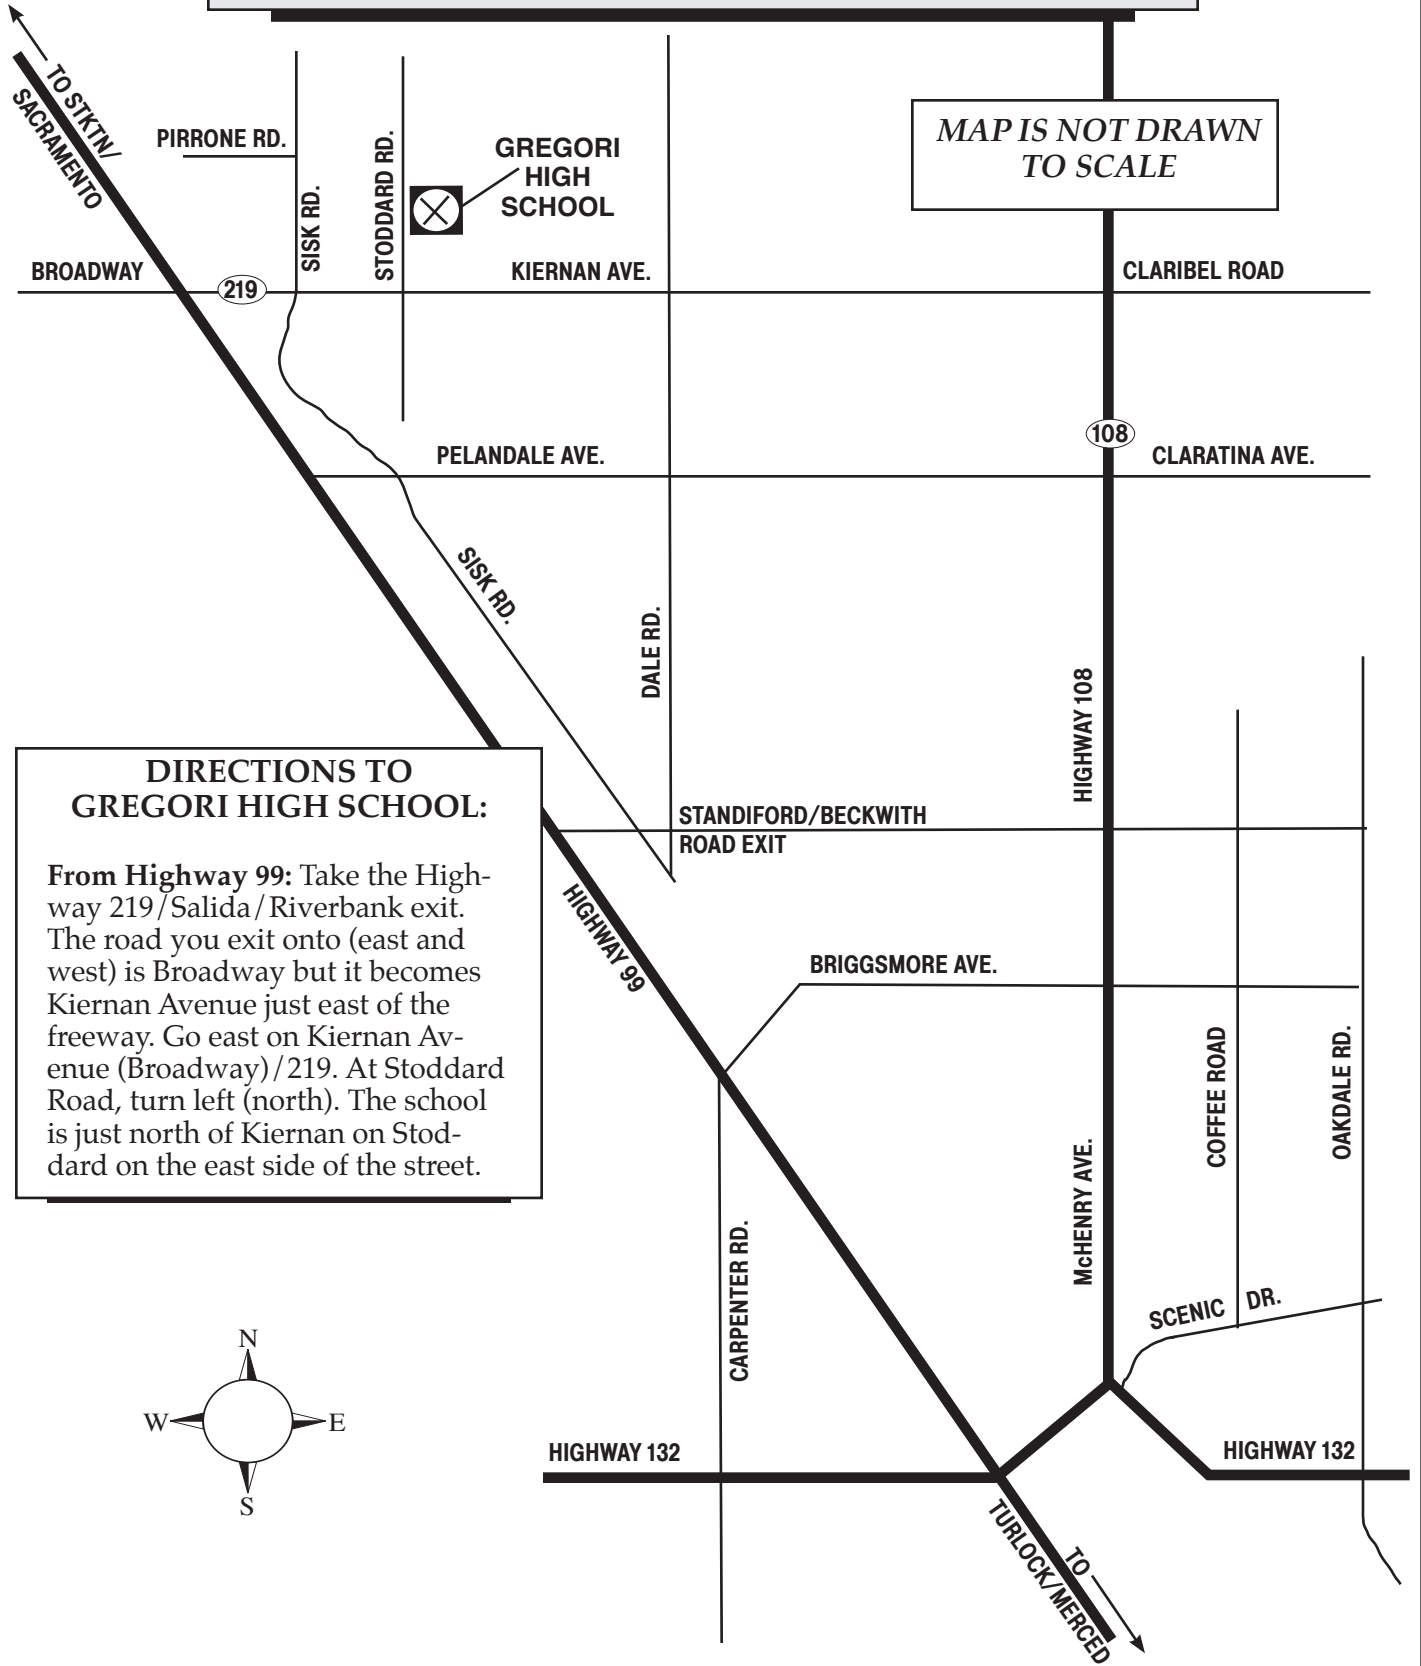 TO STKTN/
SACRAMENTO
PIRRONE RD.
SISK RD.
STODDARD RD.
GREGORI
HIGH
SCHOOL
MAP IS NOT DRAWN
TO SCALE
BROADWAY
219
KIERNAN AVE.
CLARIBEL ROAD
108
PELANDALE AVE.
CLARATINA AVE.
SISK RD.
DALE RD.
HIGHWAY 108
DIRECTIONS TO
GREGORI HIGH SCHOOL:
From Highway 99: Take the High-
way 219/Salida/Riverbank exit.
The road you exit onto (east and
west) is Broadway but it becomes
Kiernan Avenue just east of the
freeway. Go east on Kiernan Av-
enue (Broadway)/219. At Stoddard
Road, turn left (north). The school
is just north of Kiernan on Stod-
dard on the east side of the street.
STANDIFORD/BECKWITH
ROAD EXIT
HIGHWAY 99
BRIGGSMORE AVE.
COFFEE ROAD
OAKDALE RD.
McHENRY AVE.
CARPENTER RD.
SCENIC DR.
N
W
E
S
HIGHWAY 132
HIGHWAY 132
TO
TURLOCK/MERCED